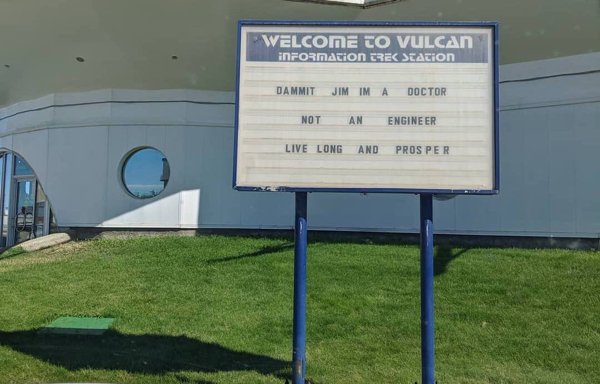 WELCOME TO VULCAN
INFORMATION TREK STATION
DAMMIT JIM IM A DOCTOR
NOT AN ENGINEER
LIVE LONG AND PROSPER